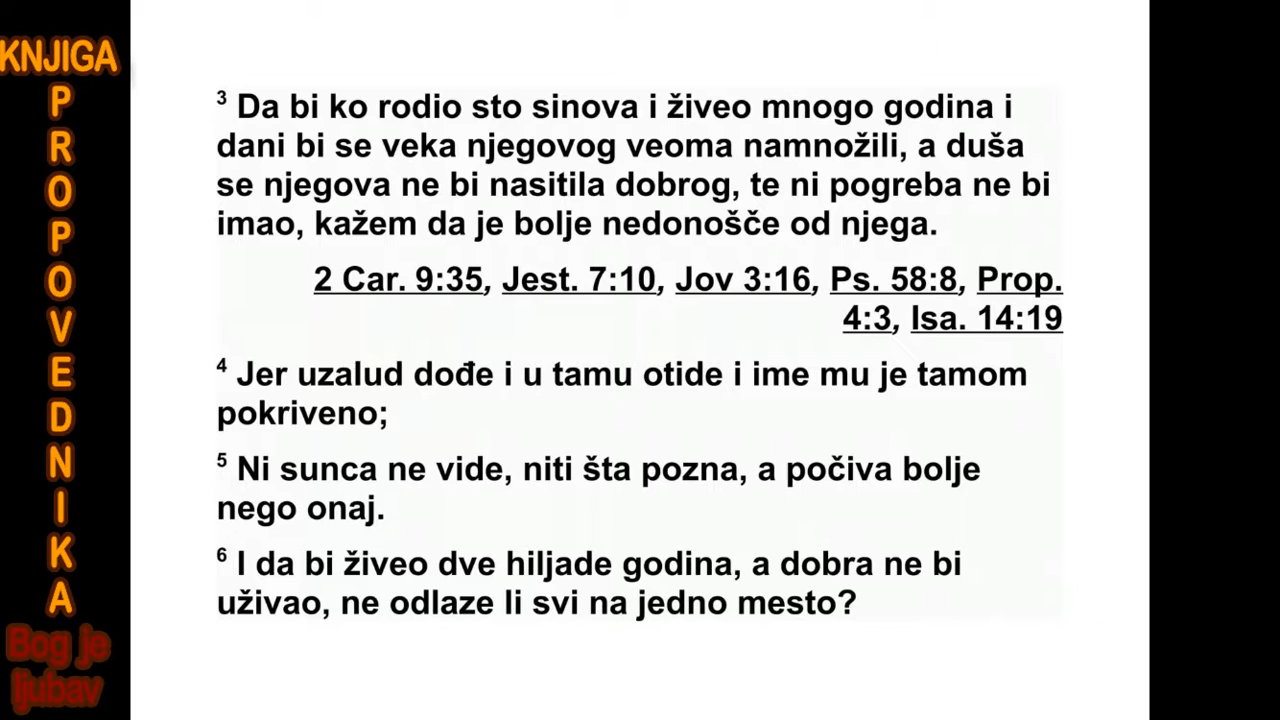 KNJIGA
PROPOVEDNIKA
Bog je
ljubav
3 Da bi ko rodio sto sinova i živeo mnogo godina i
dani bi se veka njegovog veoma namnožili, a duša
se njegova ne bi nasitila dobrog, te ni pogreba ne bi
imao, kažem da je bolje nedonošče od njega.
2 Car. 9:35, Jest. 7:10, Jov 3:16, Ps. 58:8, Prop.
4:3, Isa. 14:19
4 Jer uzalud dođe i u tamu otide i ime mu je tamom
pokriveno;
5 Ni sunca ne vide, niti šta pozna, a počiva bolje
nego onaj.
6 I da bi živeo dve hiljade godina, a dobra ne bi
uživao, ne odlaze li svi na jedno mesto?